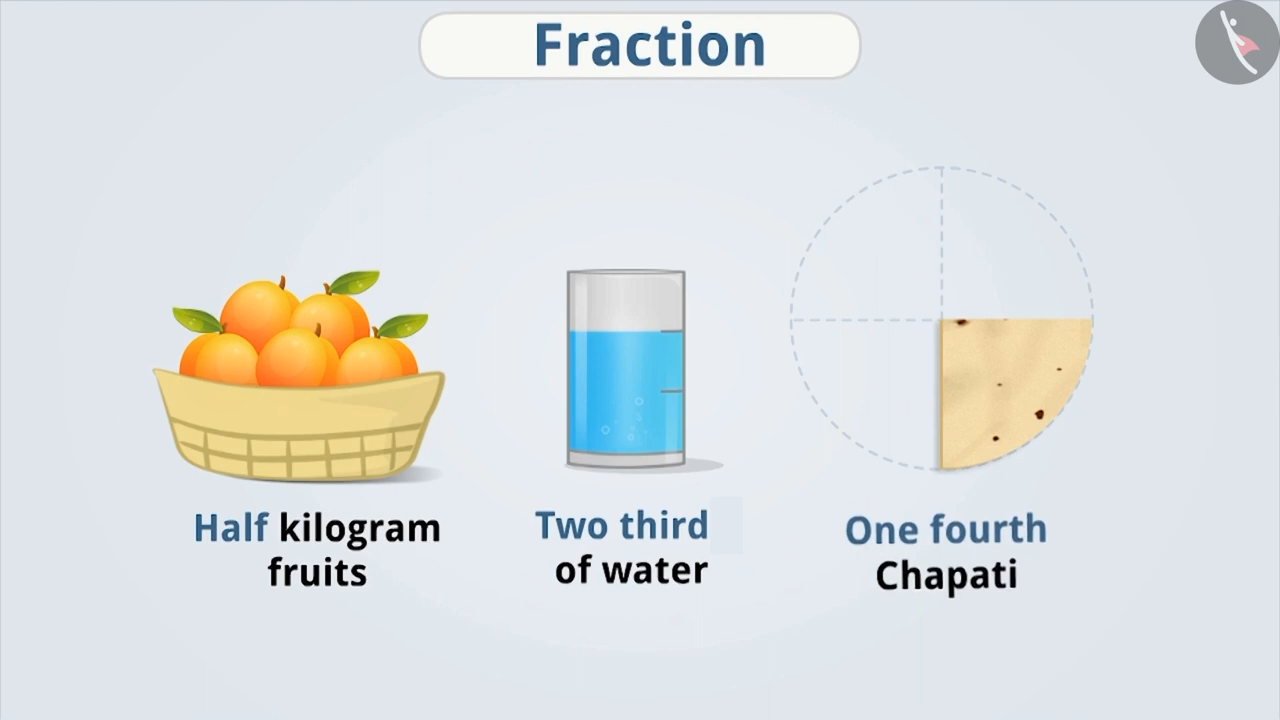 Fraction
Half kilogram
fruits
Two third
of water
One fourth
Chapati